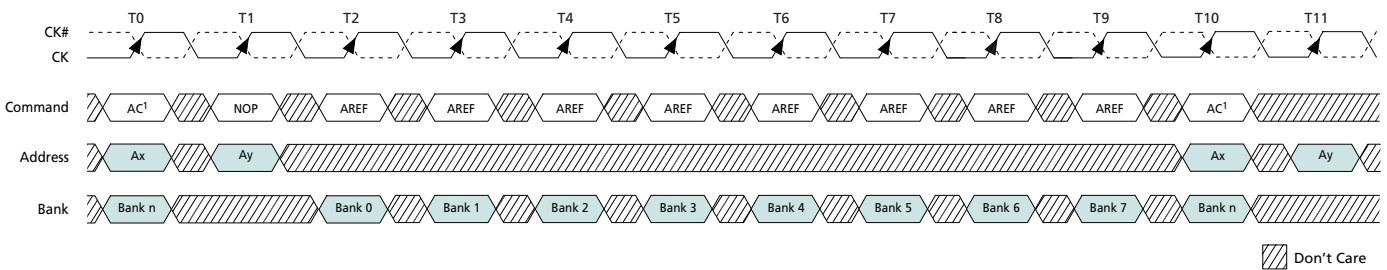 T0 T1 T2 T3 T4 T5 T6 T7 T8 T9 T10 T11
CK#
CK
Command AC¹ NOP AREF AREF AREF AREF AREF AREF AREF AREF AC¹
Address Ax Ay Ax Ay
Bank Bank n Bank 0 Bank 1 Bank 2 Bank 3 Bank 4 Bank 5 Bank 6 Bank 7 Bank n
Don't Care